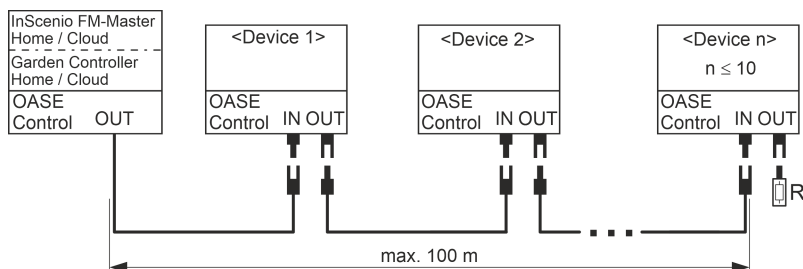 InScenio FM-Master
Home / Cloud
Garden Controller
Home / Cloud
OASE
Control OUT
<Device 1>
OASE
Control IN OUT
<Device 2>
OASE
Control IN OUT
<Device n>
n ≤ 10
OASE
Control IN OUT
R
max. 100 m